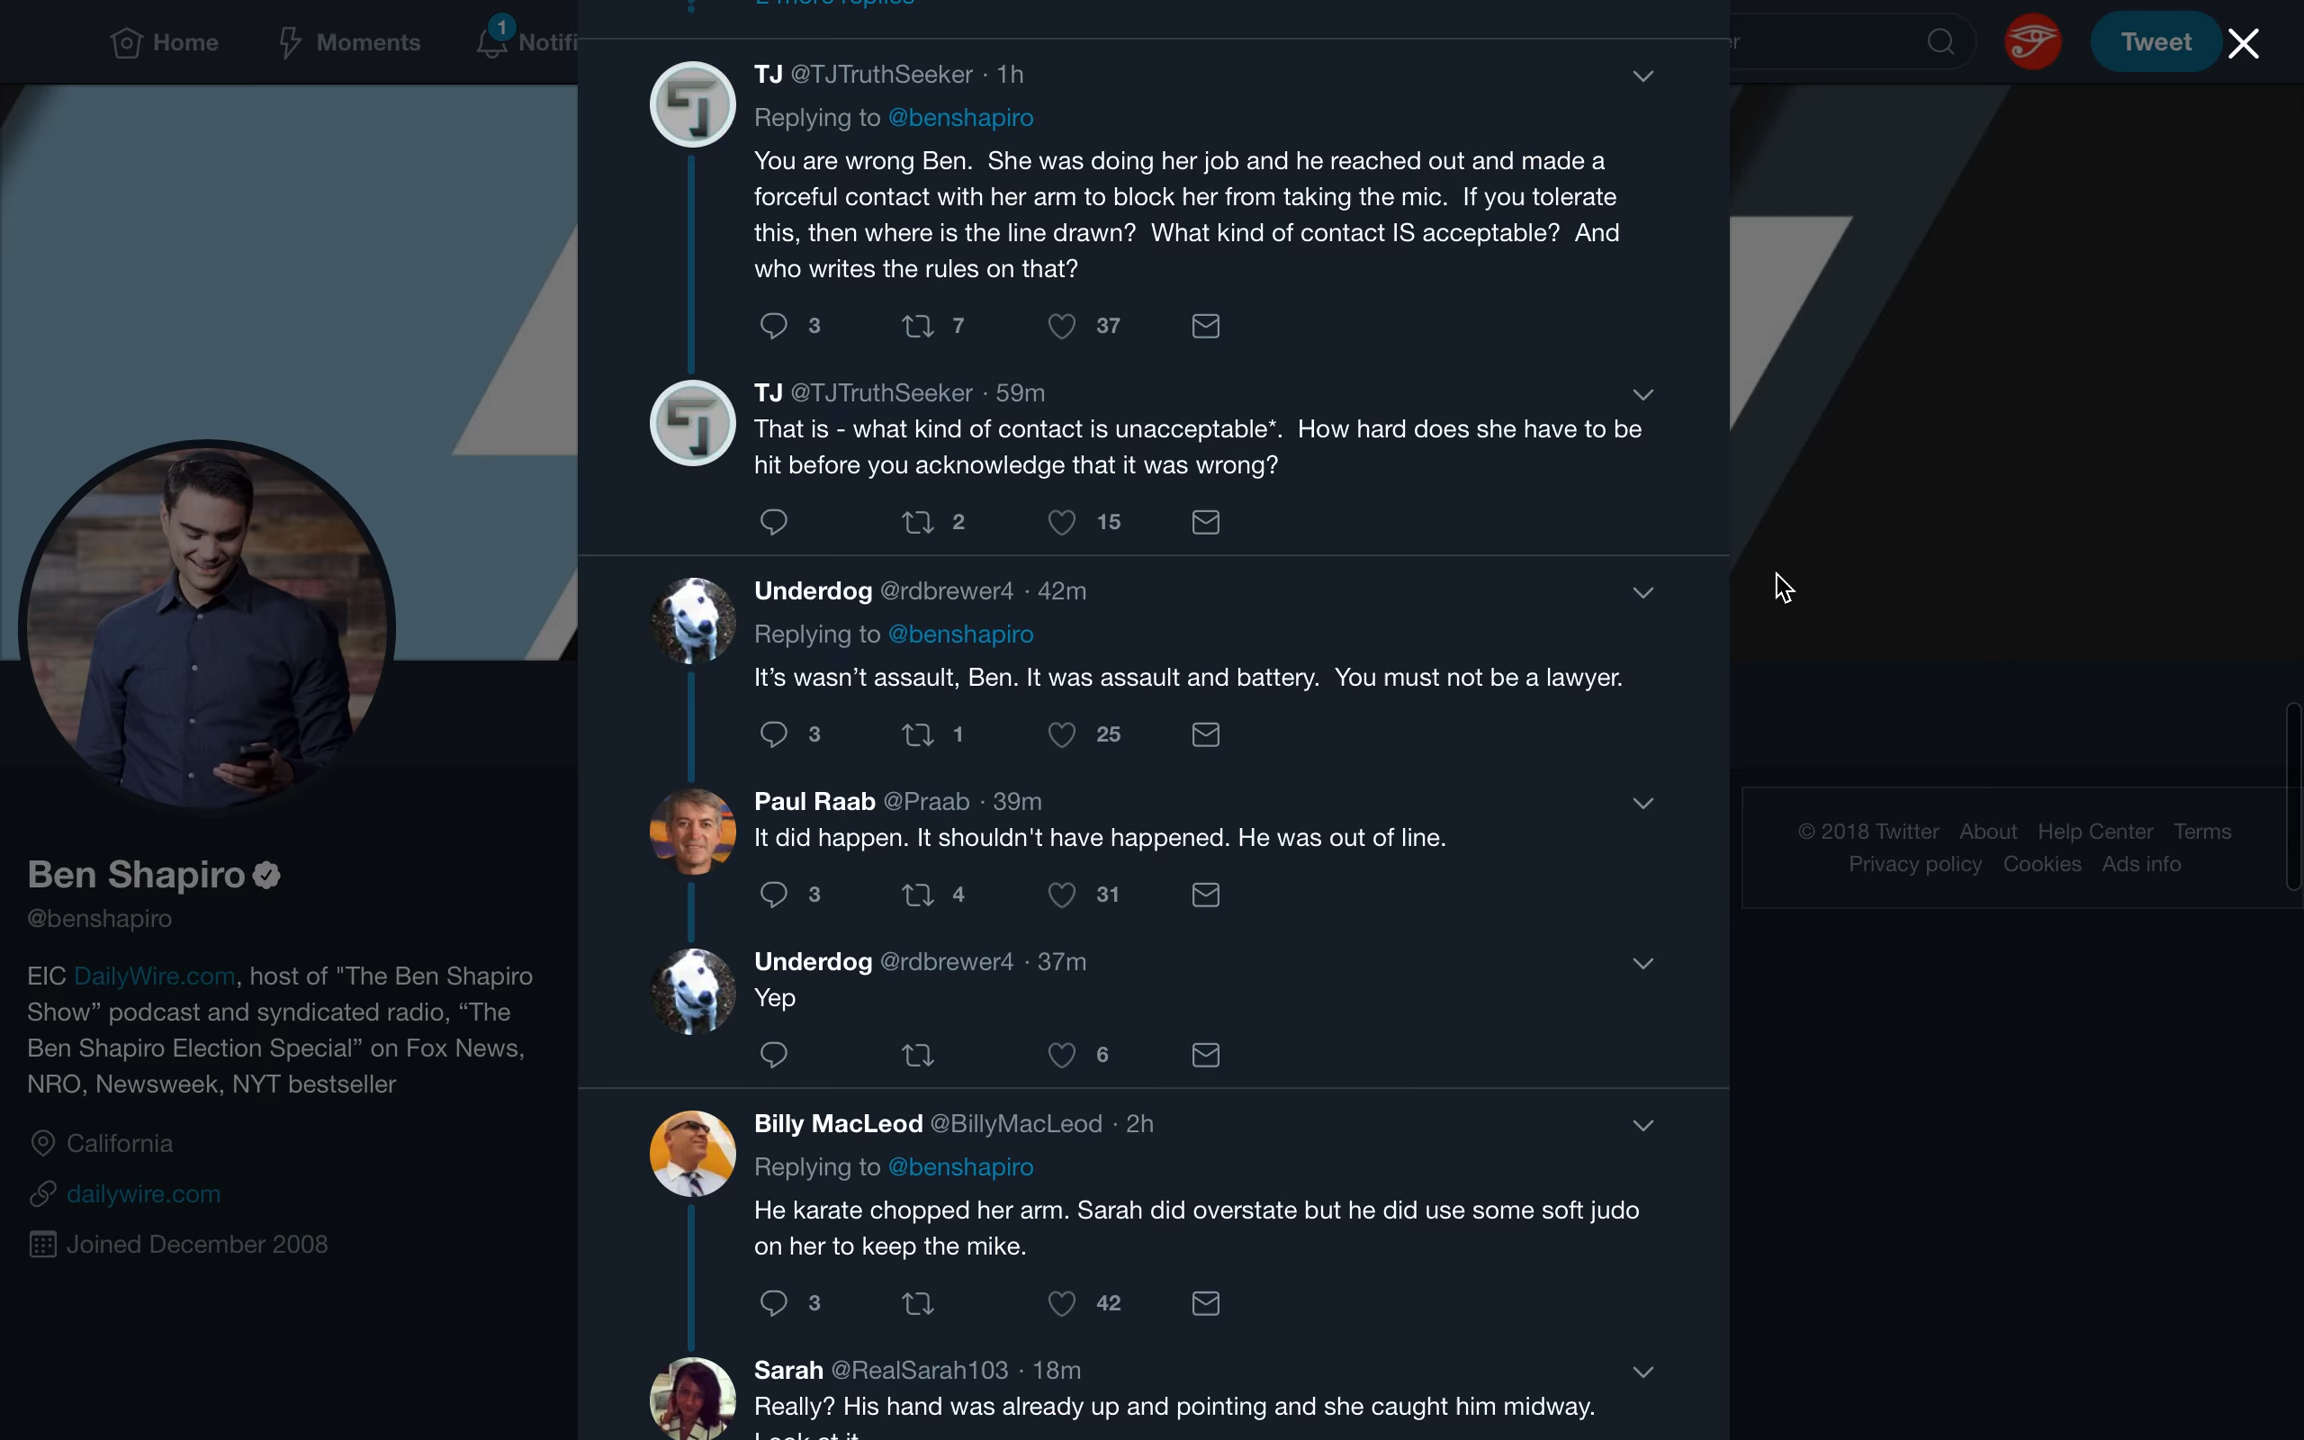 2 more replies
Home
Moments
1
Notifi
Tweet
TJ @TJTruthSeeker · 1h
Replying to @benshapiro
You are wrong Ben.  She was doing her job and he reached out and made a
forceful contact with her arm to block her from taking the mic.  If you tolerate
this, then where is the line drawn?  What kind of contact IS acceptable?  And
who writes the rules on that?
3 7 37
TJ @TJTruthSeeker · 59m
That is - what kind of contact is unacceptable*.  How hard does she have to be
hit before you acknowledge that it was wrong?
2 15
Underdog @rdbrewer4 · 42m
Replying to @benshapiro
It’s wasn’t assault, Ben. It was assault and battery.  You must not be a lawyer.
3 1 25
Paul Raab @Praab · 39m
It did happen. It shouldn't have happened. He was out of line.
3 4 31
Underdog @rdbrewer4 · 37m
Yep
6
Billy MacLeod @BillyMacLeod · 2h
Replying to @benshapiro
He karate chopped her arm. Sarah did overstate but he did use some soft judo
on her to keep the mike.
3 42
Sarah @RealSarah103 · 18m
Really? His hand was already up and pointing and she caught him midway.
Look at it
Ben Shapiro
@benshapiro
EIC DailyWire.com, host of "The Ben Shapiro
Show” podcast and syndicated radio, “The
Ben Shapiro Election Special” on Fox News,
NRO, Newsweek, NYT bestseller
California
dailywire.com
Joined December 2008
© 2018 Twitter About Help Center Terms
Privacy policy Cookies Ads info